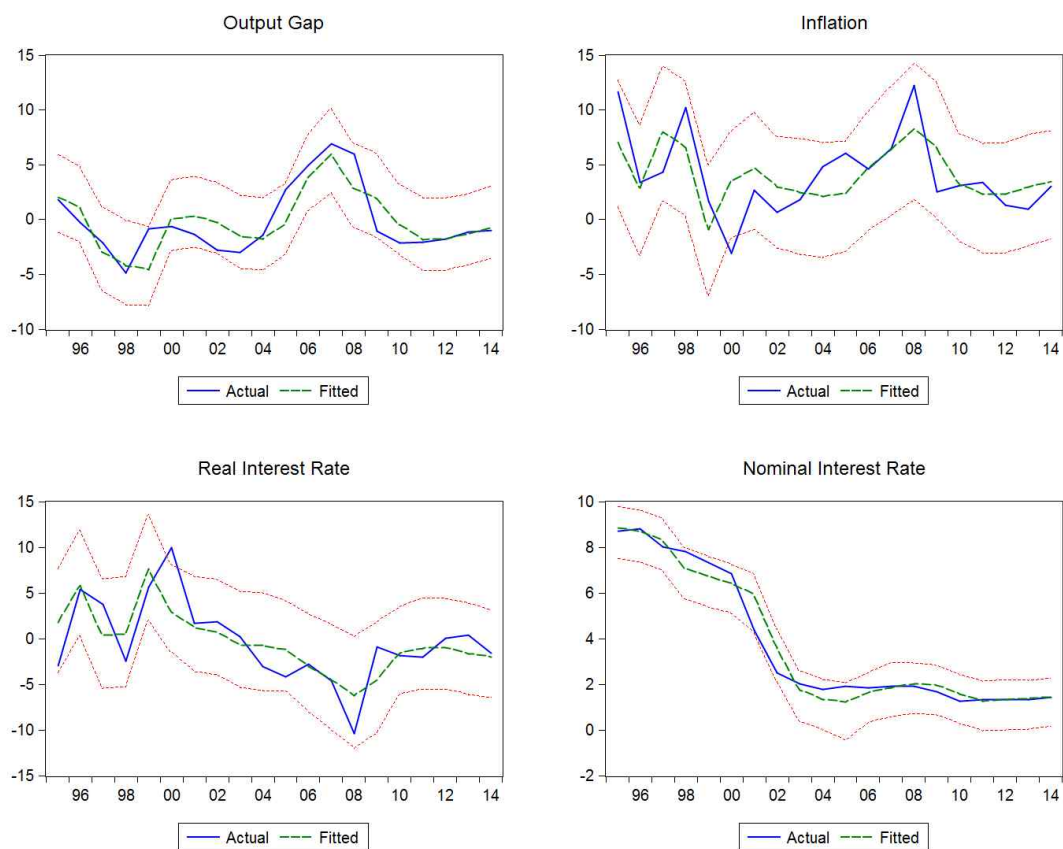 Output Gap
15
10
5
0
-5
-10
96 98 00 02 04 06 08 10 12 14
Actual Fitted
Inflation
15
10
5
0
-5
-10
96 98 00 02 04 06 08 10 12 14
Actual Fitted
Real Interest Rate
15
10
5
0
-5
-10
-15
96 98 00 02 04 06 08 10 12 14
Actual Fitted
Nominal Interest Rate
10
8
6
4
2
0
-2
96 98 00 02 04 06 08 10 12 14
Actual Fitted